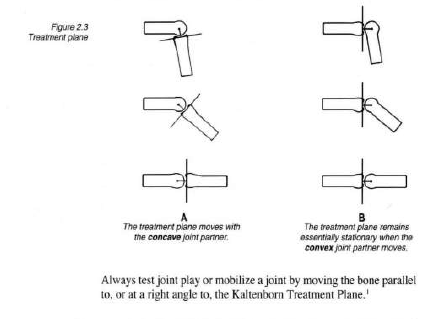 Figure 2.3
Treatment plane
A
The treatment plane moves with
the concave joint partner.
B
The treatment plane remains
essentially stationary when the
convex joint partner moves.
Always test joint play or mobilize a joint by moving the bone parallel
to, or at a right angle to, the Kaltenborn Treatment Plane.¹